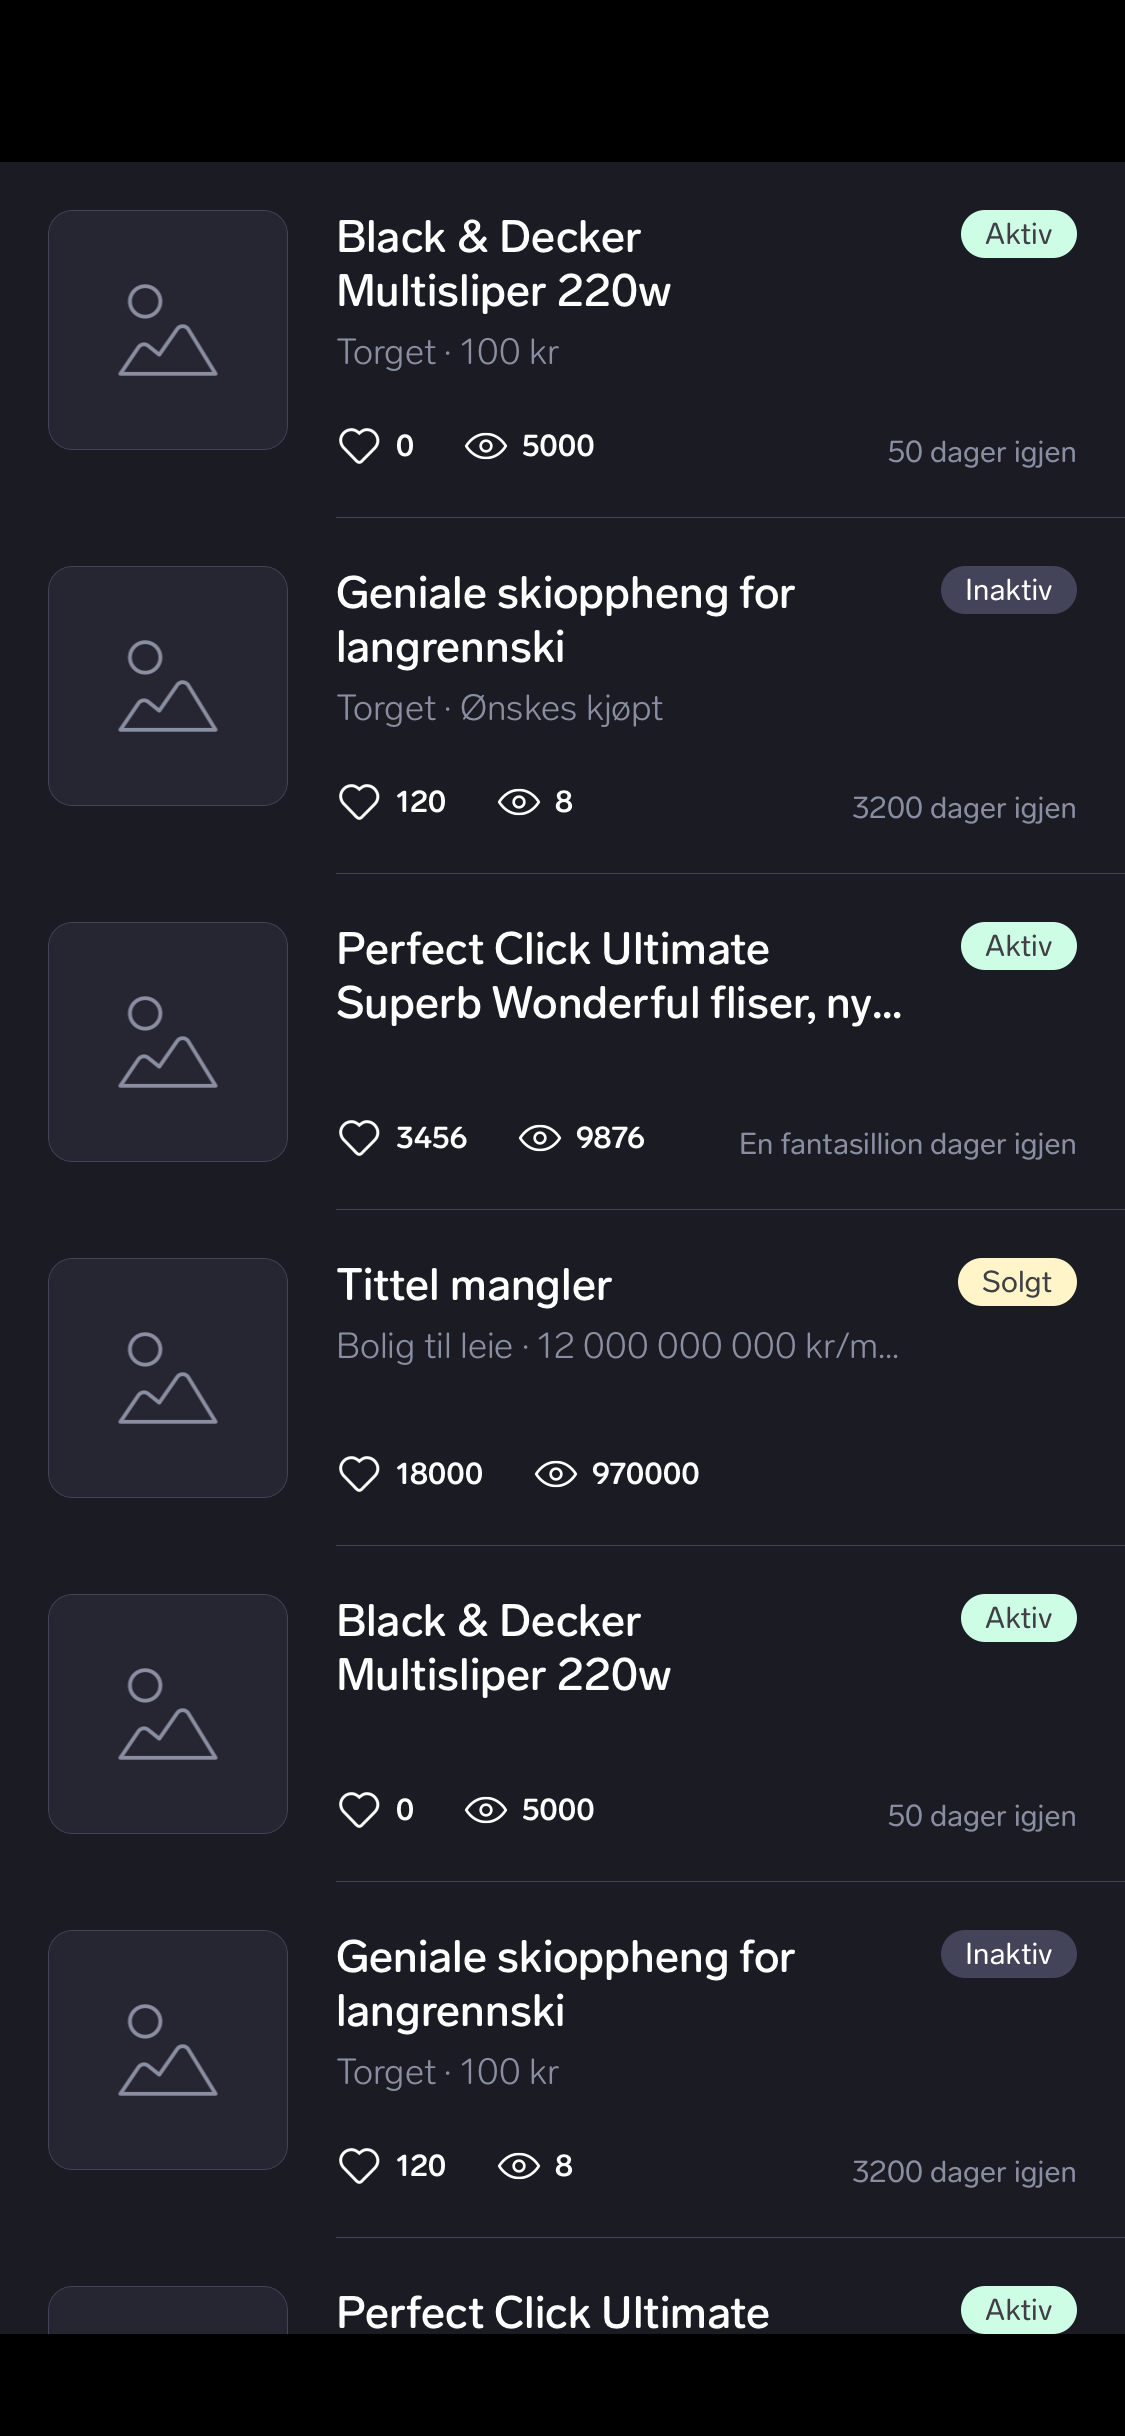 Black & Decker
Multisliper 220w
Aktiv
Torget · 100 kr
0
5000
50 dager igjen
Geniale skioppheng for
langrennski
Inaktiv
Torget · Ønskes kjøpt
120
8
3200 dager igjen
Perfect Click Ultimate
Superb Wonderful fliser, ny...
Aktiv
3456
9876
En fantasillion dager igjen
Tittel mangler
Solgt
Bolig til leie · 12 000 000 000 kr/m...
18000
970000
Black & Decker
Multisliper 220w
Aktiv
0
5000
50 dager igjen
Geniale skioppheng for
langrennski
Inaktiv
Torget · 100 kr
120
8
3200 dager igjen
Perfect Click Ultimate
Aktiv